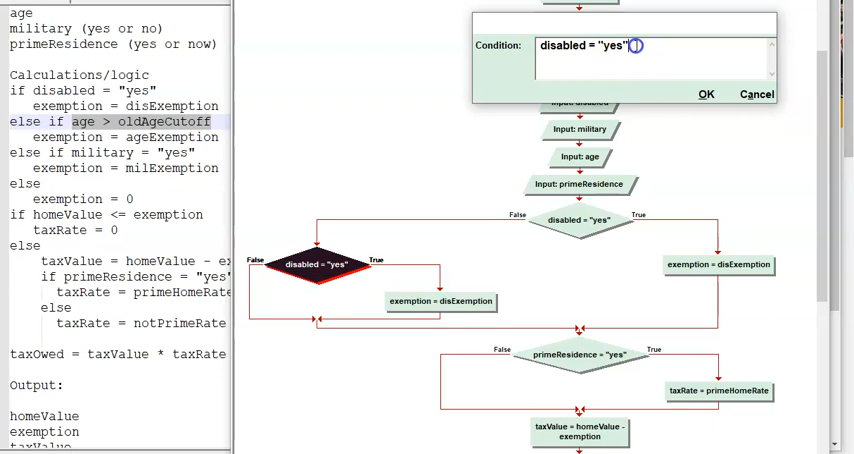 age
military (yes or no)
primeResidence (yes or now)
Calculations/logic
if disabled = "yes"
exemption = disExemption
else if age > oldAgeCutoff
exemption = ageExemption
else if military = "yes"
exemption = milExemption
else
exemption = 0
if homeValue <= exemption
taxRate = 0
else
taxValue = homeValue - ex
if primeResidence = "yes"
taxRate = primeHomeRate
else
taxRate = notPrimeRate
taxOwed = taxValue * taxRate
Output:
homeValue
exemption
taxValue
Condition:
disabled = "yes"
OK
Cancel
Input: disabled
Input: military
Input: age
Input: primeResidence
False
disabled = "yes"
True
False
disabled = "yes"
True
exemption = disExemption
exemption = disExemption
False
primeResidence = "yes"
True
taxRate = primeHomeRate
taxValue = homeValue -
exemption